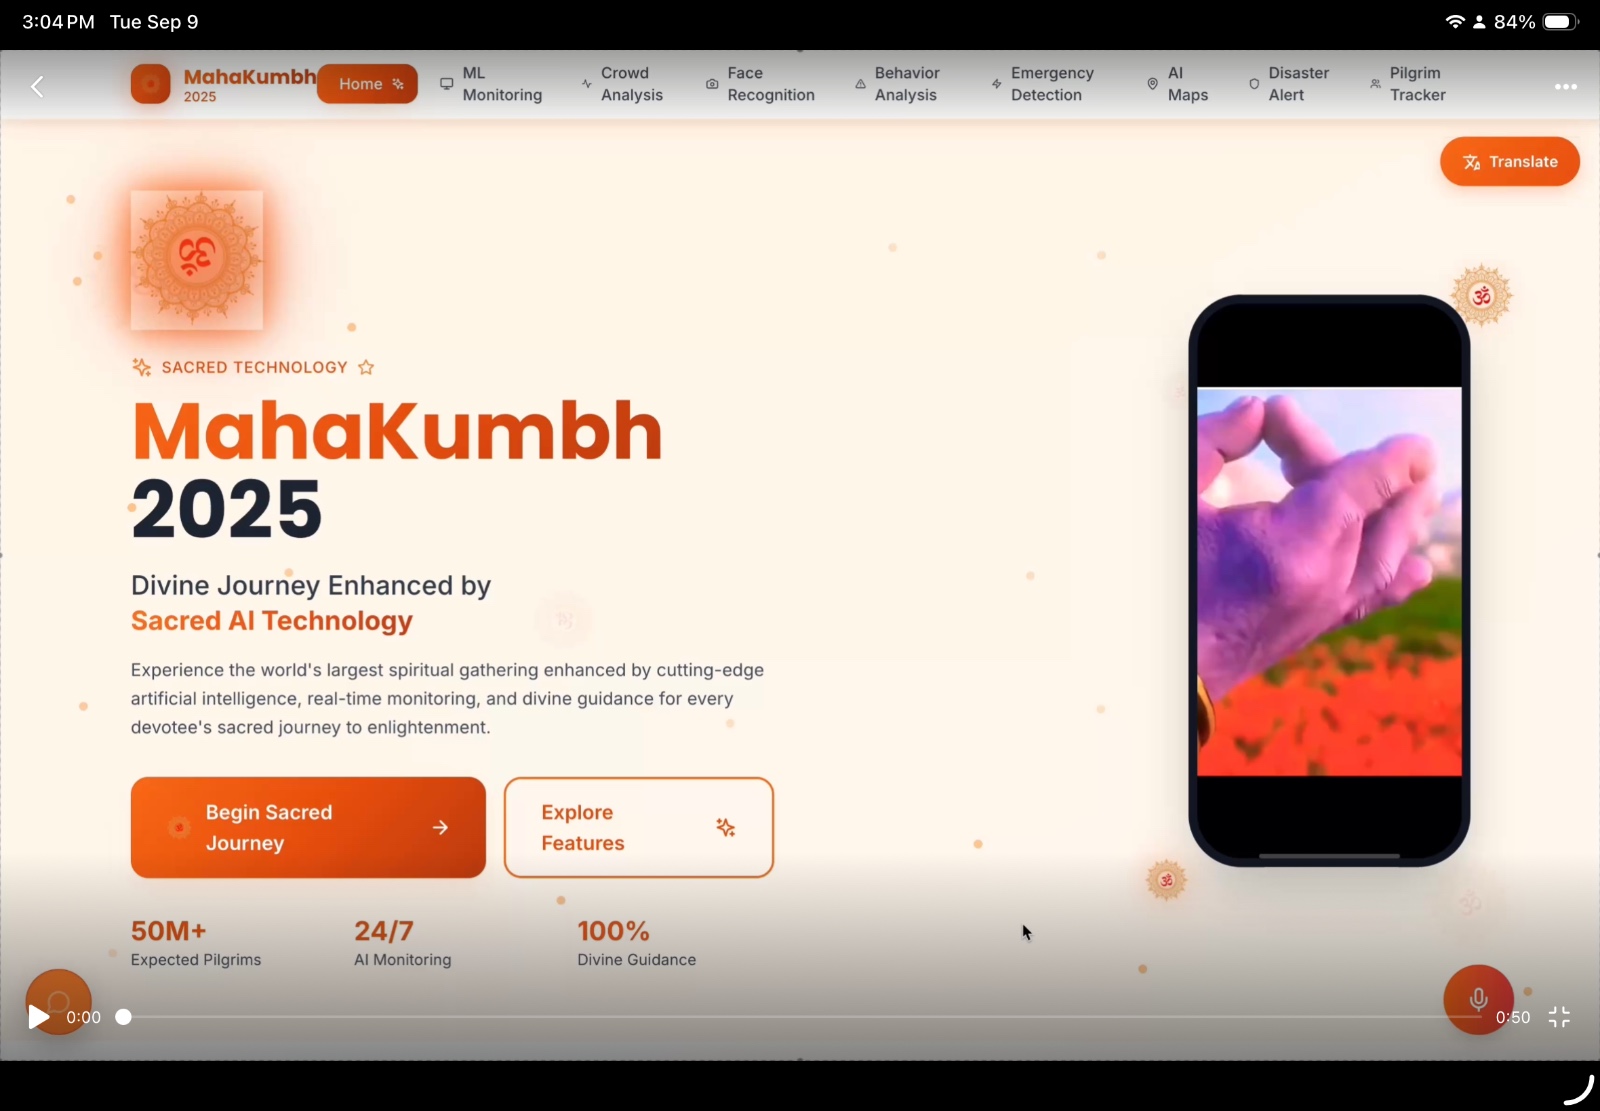 3:04 PM Tue Sep 9
84%
MahaKumbh
2025
Home
ML
Monitoring
Crowd
Analysis
Face
Recognition
Behavior
Analysis
Emergency
Detection
AI
Maps
Disaster
Alert
Pilgrim
Tracker
Translate
ॐ
ॐ
SACRED TECHNOLOGY
MahaKumbh
2025
Divine Journey Enhanced by
Sacred AI Technology
Experience the world's largest spiritual gathering enhanced by cutting-edge
artificial intelligence, real-time monitoring, and divine guidance for every
devotee's sacred journey to enlightenment.
Begin Sacred
Journey
Explore
Features
ॐ
ॐ
50M+
Expected Pilgrims
24/7
AI Monitoring
100%
Divine Guidance
0:00
0:50